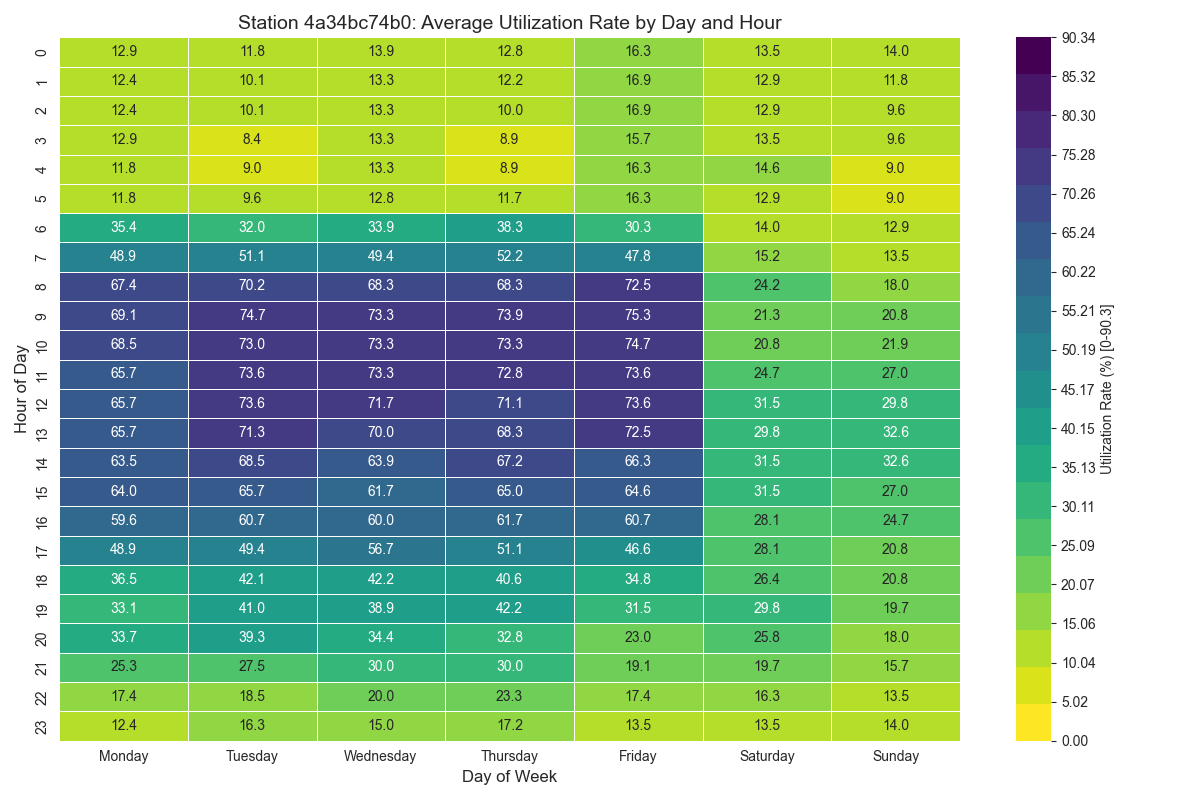 Station 4a34bc74b0: Average Utilization Rate by Day and Hour
0 12.9 11.8 13.9 12.8 16.3 13.5 14.0
1 12.4 10.1 13.3 12.2 16.9 12.9 11.8
2 12.4 10.1 13.3 10.0 16.9 12.9 9.6
3 12.9 8.4 13.3 8.9 15.7 13.5 9.6
4 11.8 9.0 13.3 8.9 16.3 14.6 9.0
5 11.8 9.6 12.8 11.7 16.3 12.9 9.0
6 35.4 32.0 33.9 38.3 30.3 14.0 12.9
7 48.9 51.1 49.4 52.2 47.8 15.2 13.5
8 67.4 70.2 68.3 68.3 72.5 24.2 18.0
9 69.1 74.7 73.3 73.9 75.3 21.3 20.8
10 68.5 73.0 73.3 73.3 74.7 20.8 21.9
11 65.7 73.6 73.3 72.8 73.6 24.7 27.0
12 65.7 73.6 71.7 71.1 73.6 31.5 29.8
13 65.7 71.3 70.0 68.3 72.5 29.8 32.6
14 63.5 68.5 63.9 67.2 66.3 31.5 32.6
15 64.0 65.7 61.7 65.0 64.6 31.5 27.0
16 59.6 60.7 60.0 61.7 60.7 28.1 24.7
17 48.9 49.4 56.7 51.1 46.6 28.1 20.8
18 36.5 42.1 42.2 40.6 34.8 26.4 20.8
19 33.1 41.0 38.9 42.2 31.5 29.8 19.7
20 33.7 39.3 34.4 32.8 23.0 25.8 18.0
21 25.3 27.5 30.0 30.0 19.1 19.7 15.7
22 17.4 18.5 20.0 23.3 17.4 16.3 13.5
23 12.4 16.3 15.0 17.2 13.5 13.5 14.0
Monday Tuesday Wednesday Thursday Friday Saturday Sunday
Day of Week
Hour of Day
90.34
85.32
80.30
75.28
70.26
65.24
60.22
55.21
50.19
45.17
40.15
35.13
30.11
25.09
20.07
15.06
10.04
5.02
0.00
Utilization Rate (%) [0-90.3]